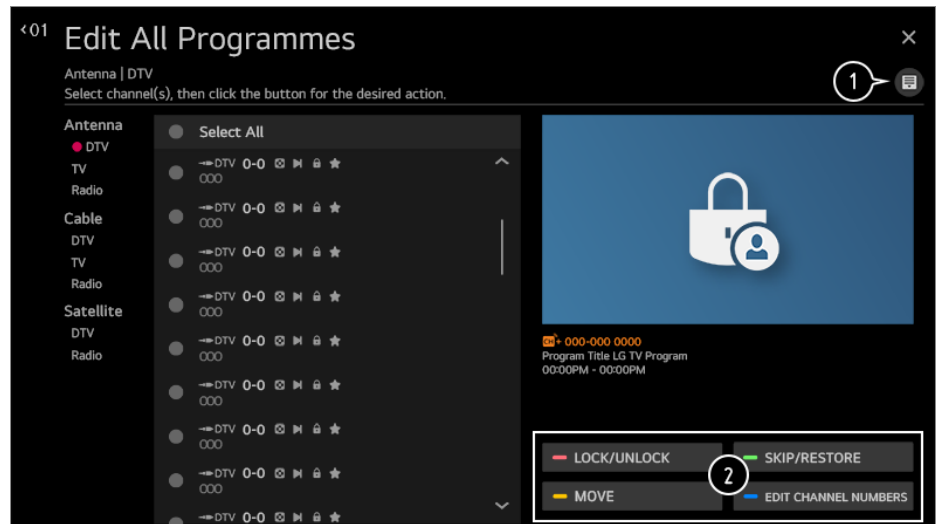 ‹01
Edit All Programmes
Antenna | DTV
Select channel(s), then click the button for the desired action.
1
Antenna
DTV
TV
Radio
Cable
DTV
TV
Radio
Satellite
DTV
Radio
Select All
DTV 0-0
000
DTV 0-0
000
DTV 0-0
000
DTV 0-0
000
DTV 0-0
000
DTV 0-0
000
DTV 0-0
000
DTV 0-0
000
DTV 0-0
CH+ 000-000 0000
Program Title LG TV Program
00:00PM - 00:00PM
LOCK/UNLOCK
SKIP/RESTORE
2
MOVE
EDIT CHANNEL NUMBERS